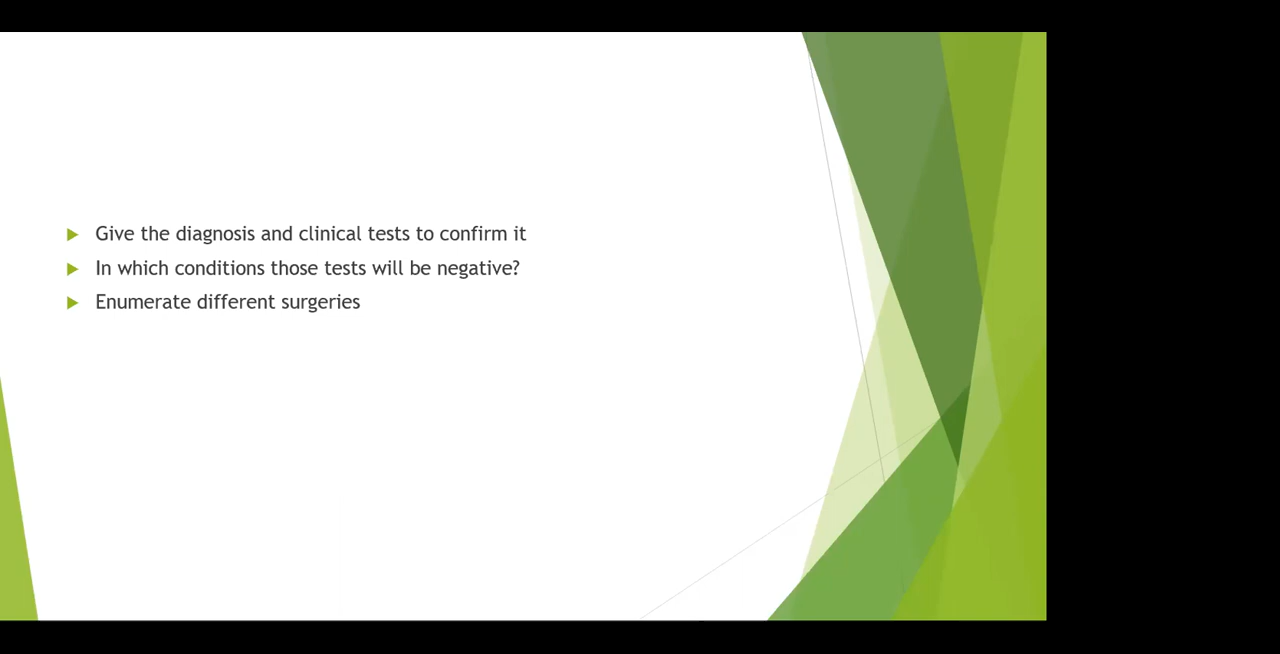 Give the diagnosis and clinical tests to confirm it
In which conditions those tests will be negative?
Enumerate different surgeries